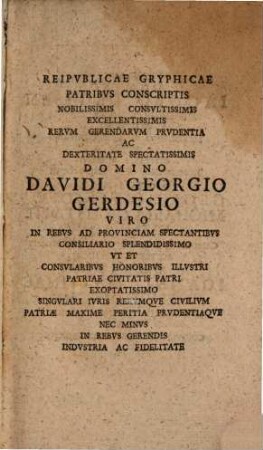 REIPVBLICAE GRYPHICAE
PATRIBVS CONSCRIPTIS
NOBILISSIMIS CONSVLTISSIMIS
EXCELLENTISSIMIS
RERVM GERENDARVM PRVDENTIA
AC
DEXTERITATE SPECTATISSIMIS
DOMINO
DAVIDI GEORGIO
GERDESIO
VIRO
IN REBVS AD PROVINCIAM SPECTANTIBVS
CONSILIARIO SPLENDIDISSIMO
VT ET
CONSVLARIBVS HONORIBVS ILLVSTRI
PATRIAE CIVITATIS PATRI
EXOPTATISSIMO
SINGVLARI IVRIS RERVMQVE CIVILIVM
PATRIÆ MAXIME PERITIA PRVDENTIAQVE
NEC MINVS
IN REBVS GERENDIS
INDVSTRIA AC FIDELITATE